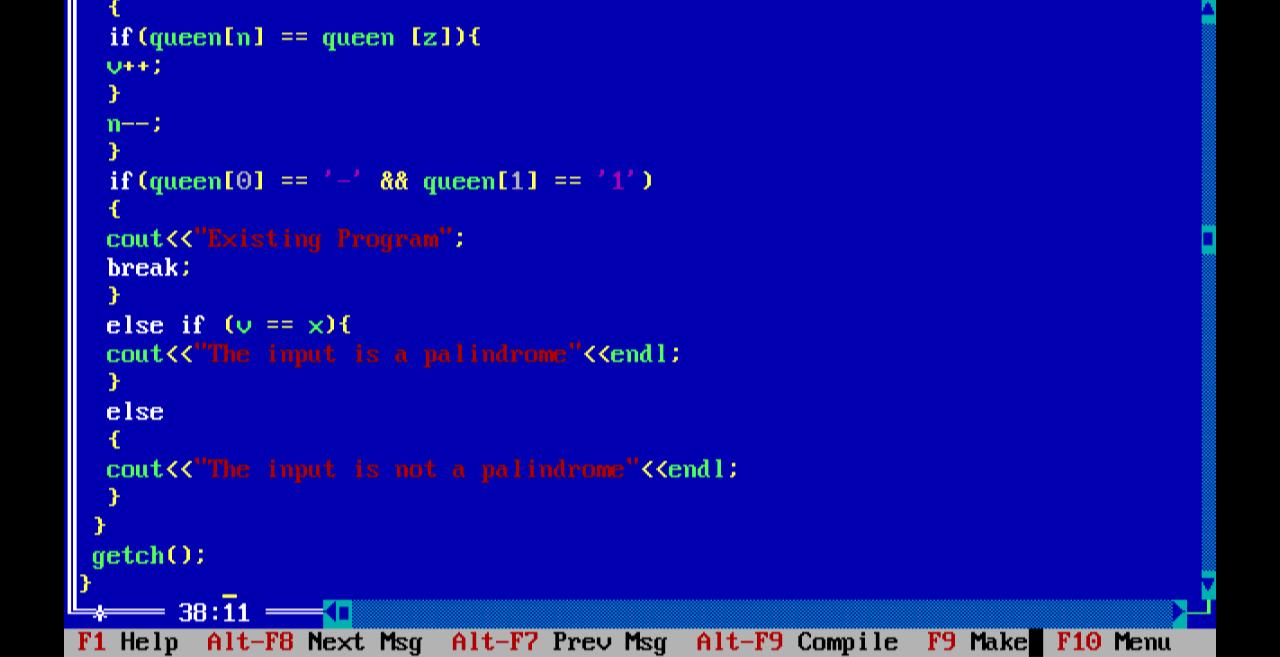 {
if(queen[n] == queen [z]){
v++;
}
n--;
}
if(queen[0] == '-' && queen[1] == '1')
{
cout<<"Existing Program";
break;
}
else if (v == x){
cout<<"The input is a palindrome"<<endl;
}
else
{
cout<<"The input is not a palindrome"<<endl;
}
}
getch();
}
38:11
F1 Help Alt-F8 Next Msg Alt-F7 Prev Msg Alt-F9 Compile F9 Make F10 Menu